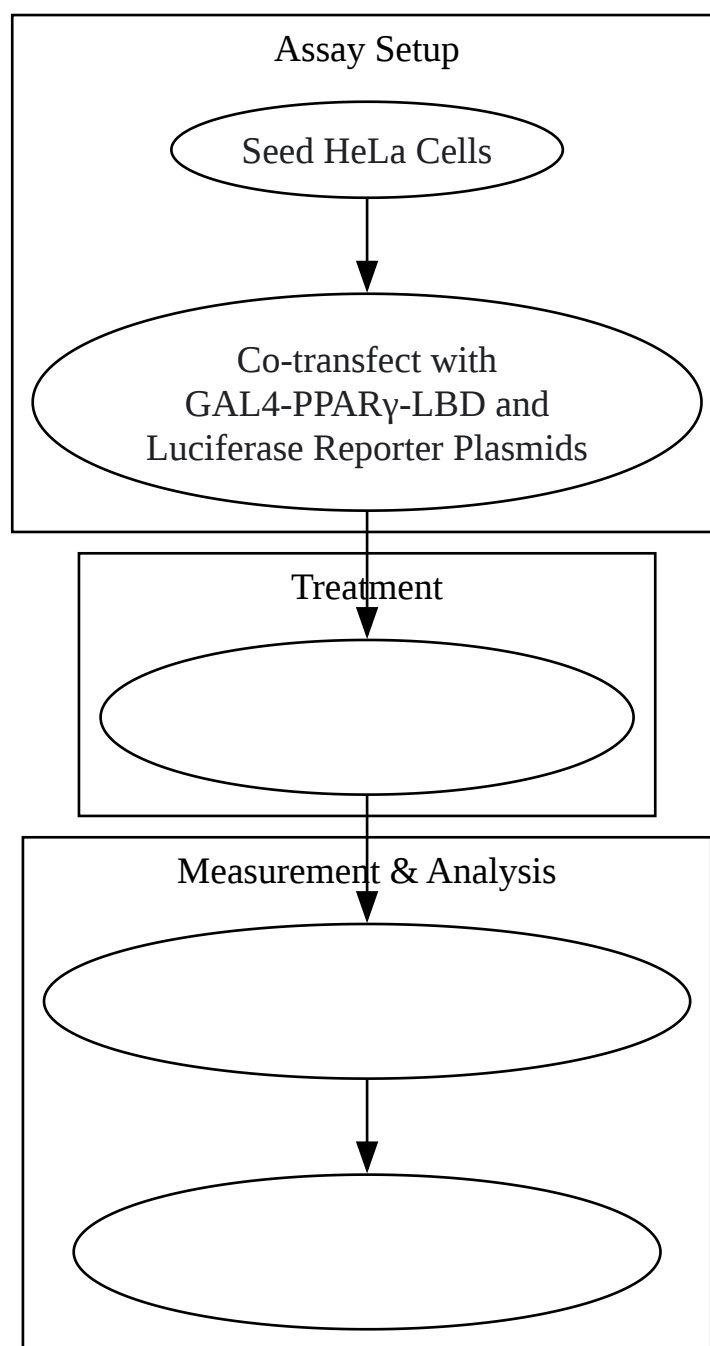 Assay Setup
Seed HeLa Cells
Co-transfect with
GAL4-PPARγ-LBD and
Luciferase Reporter Plasmids
Treatment
Measurement & Analysis